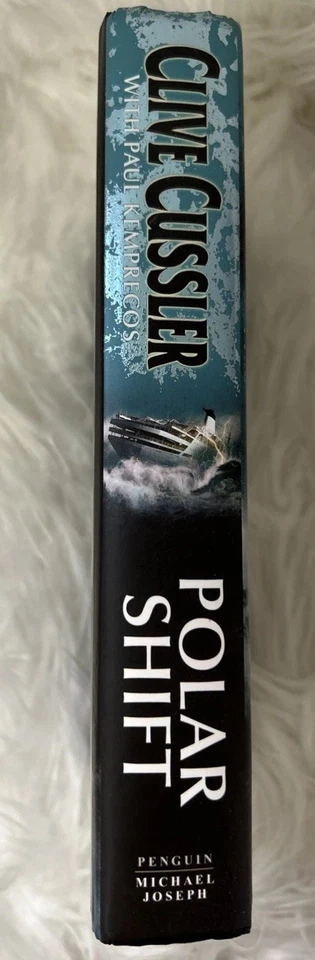 CLIVE CUSSLER
WITH PAUL KEMPRECOS
POLAR
SHIFT
PENGUIN
MICHAEL
JOSEPH